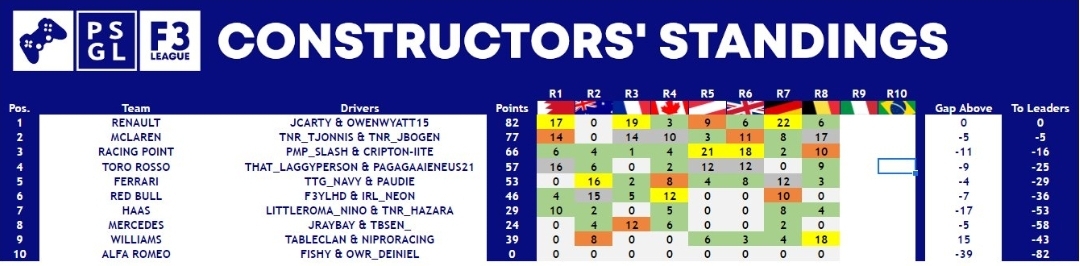 PS GL F3 LEAGUE CONSTRUCTORS' STANDINGS
R1 R2 R3 R4 R5 R6 R7 R8 R9 R10
Pos. Team Drivers Points Gap Above To Leaders
1 RENAULT JCARTY & OWENWYATT15 82 17 0 19 3 9 6 22 6 0 0
2 MCLAREN TNR_TJONNIS & TNR_JBOGEN 77 14 0 14 10 3 11 8 17 -5 -5
3 RACING POINT PMP_SLASH & CRIPTON-IITE 66 6 4 1 4 21 18 2 10 -11 -16
4 TORO ROSSO THAT_LAGGYPERSON & PAGAGAAIENEUS21 57 16 6 0 2 12 12 0 9 -9 -25
5 FERRARI TTG_NAVY & PAUDIE 53 0 16 2 8 4 8 12 3 -4 -29
6 RED BULL F3YLHD & IRL_NEON 46 4 15 5 12 0 0 10 0 -7 -36
7 HAAS LITTLEROMA_NINO & TNR_HAZARA 29 10 2 0 5 0 0 8 4 -17 -53
8 MERCEDES JRAYBAY & TBSEN_ 24 0 4 12 6 0 0 2 0 -5 -58
9 WILLIAMS TABLECLAN & NIPRORACING 39 0 8 0 0 6 3 4 18 15 -43
10 ALFA ROMEO FISHY & OWR_DEINIEL 0 0 0 0 0 0 0 0 0 -39 -82